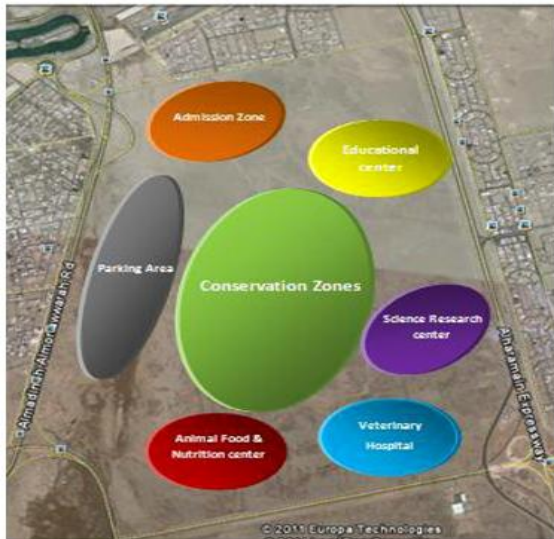 Admission Zone
Educational
center
Parking Area
Conservation Zones
Science Research
center
Animal Food &
Nutrition center
Veterinary
Hospital
Almadinah Almonawwarah Rd
Alharamain Expressway
© 2011 Europa Technologies